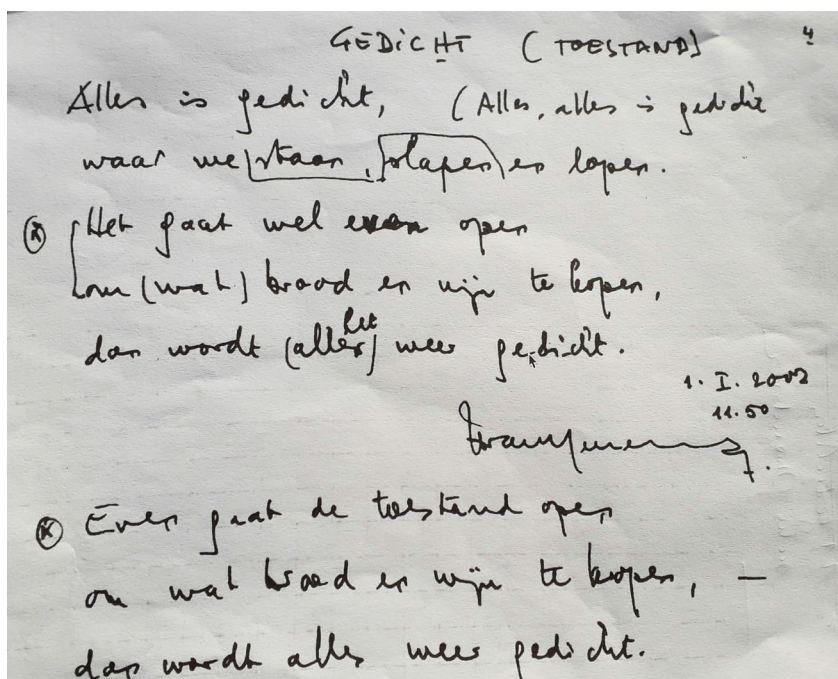 GEDICHT (TOESTAND) 4
Alles is gedicht, (Alles, alles is gedicht
waar we staan, slapen en lopen.
(x) Het gaat wel even open
om (wat) brood en wijn te kopen,
het
dan wordt (alles) weer gedicht.
1. I. 2002
11.50
(x) Even gaat de toestand open
om wat brood en wijn te kopen, —
dan wordt alles weer gedicht.